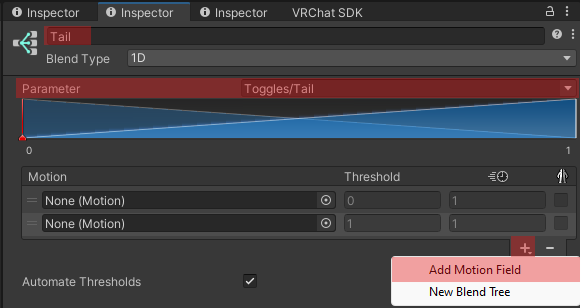 Inspector Inspector Inspector VRChat SDK
Tail
Blend Type 1D
Parameter Toggles/Tail
0 1
Motion Threshold
None (Motion) 0 1
None (Motion) 1 1
Add Motion Field
Automate Thresholds
New Blend Tree